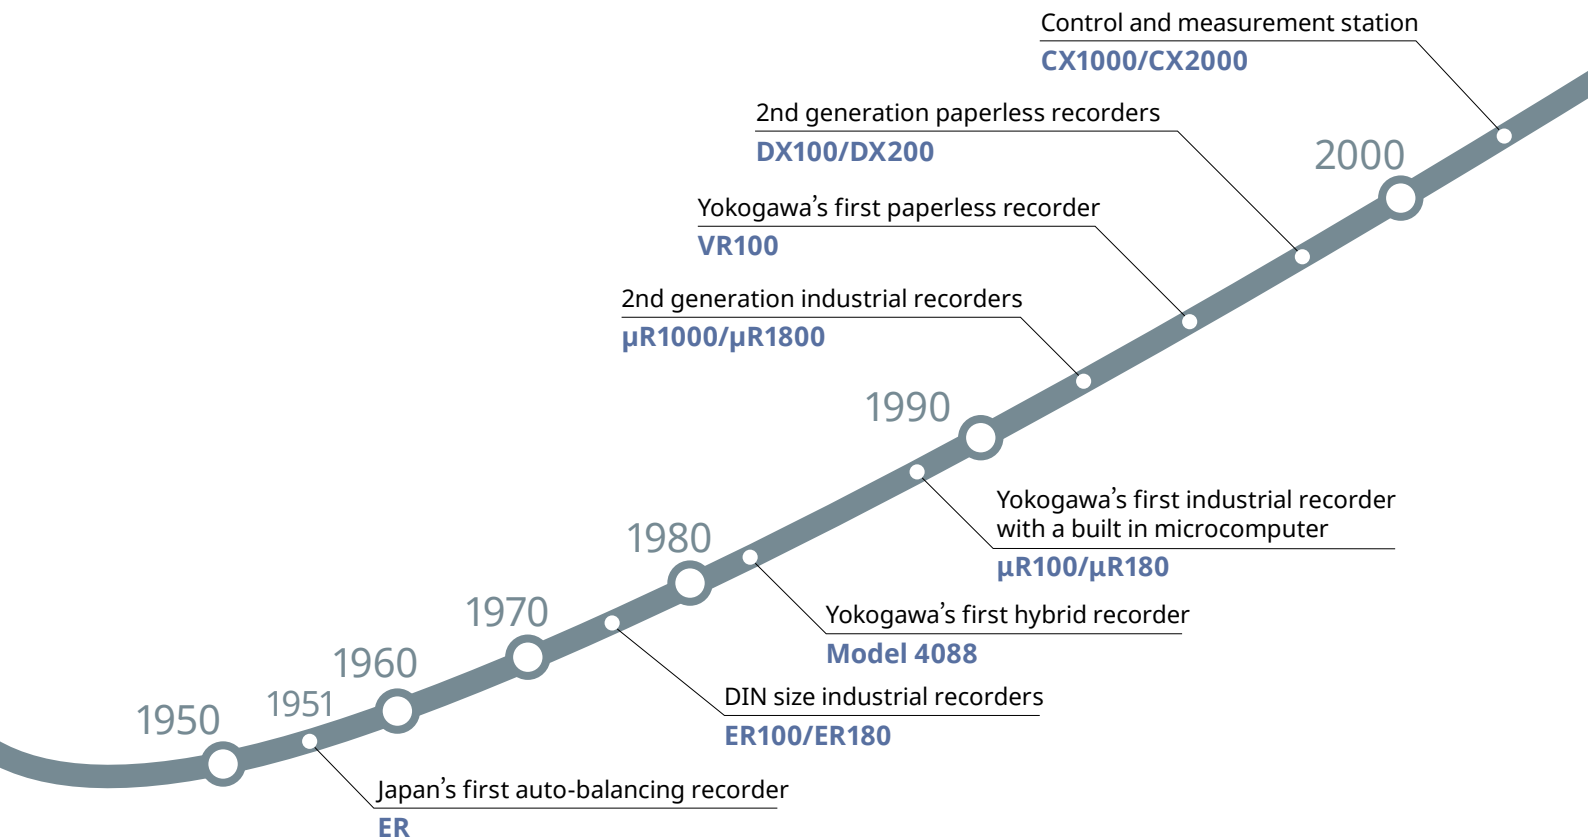 Control and measurement station
CX1000/CX2000
2nd generation paperless recorders
DX100/DX200
2000
Yokogawa’s first paperless recorder
VR100
2nd generation industrial recorders
μR1000/μR1800
1990
Yokogawa’s first industrial recorder
with a built in microcomputer
μR100/μR180
1980
Yokogawa’s first hybrid recorder
Model 4088
1970
DIN size industrial recorders
ER100/ER180
1960
1951
1950
Japan’s first auto-balancing recorder
ER